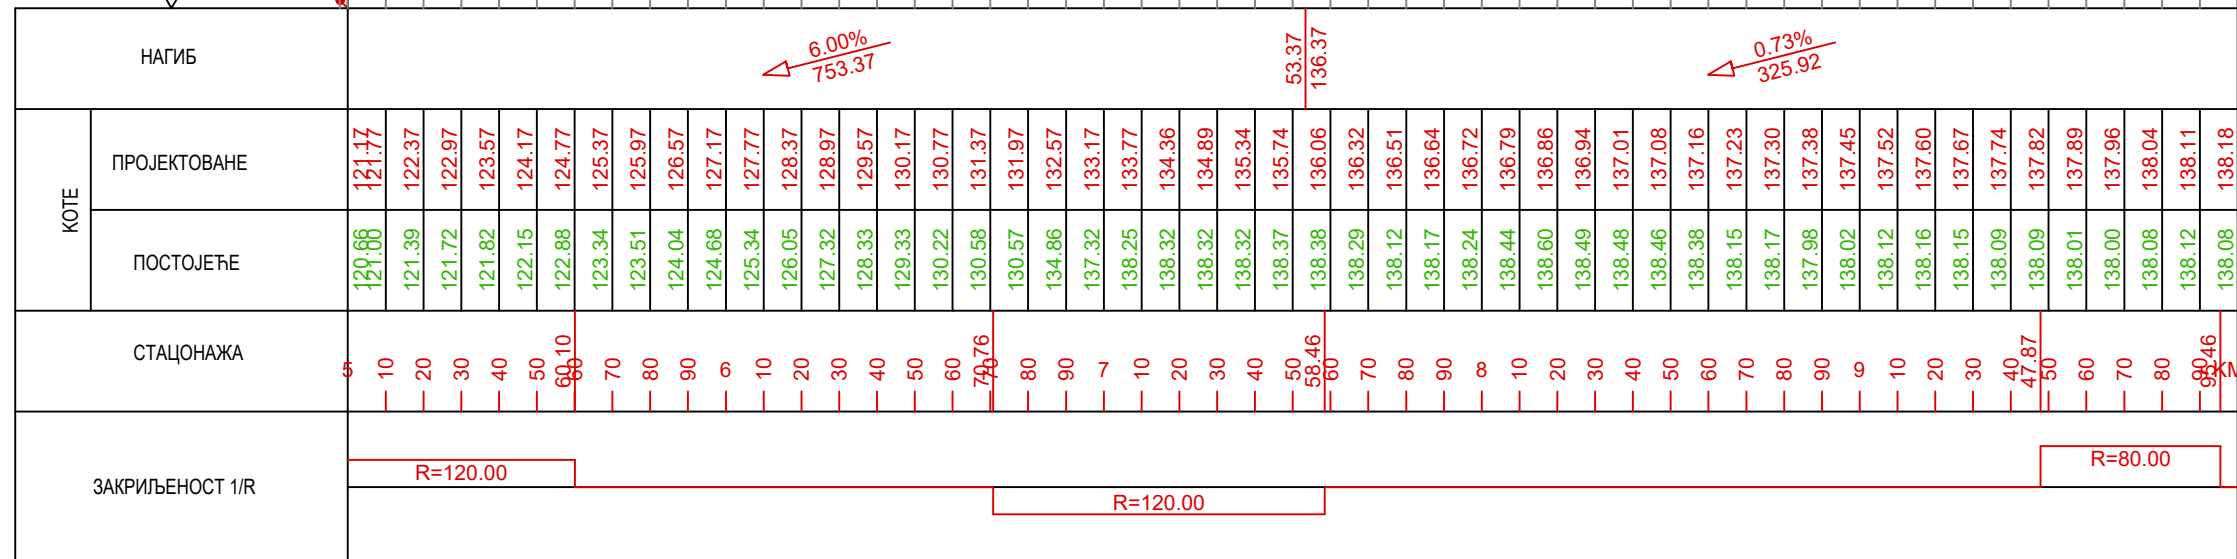 НАГИБ
6.00%
753.37
53.37
136.37
0.73%
325.92
КОТЕ
ПРОЈЕКТОВАНЕ
121.17 121.77 122.37 122.97 123.57 124.17 124.77 125.37 125.97 126.57 127.17 127.77 128.37 128.97 129.57 130.17 130.77 131.37 131.97 132.57 133.17 133.77 134.36 134.89 135.34 135.74 136.06 136.32 136.51 136.64 136.72 136.79 136.86 136.94 137.01 137.08 137.16 137.23 137.30 137.38 137.45 137.52 137.60 137.67 137.74 137.82 137.89 137.96 138.04 138.11 138.18
ПОСТОЈЕЋЕ
120.66 121.00 121.39 121.72 121.82 122.15 122.88 123.34 123.51 124.04 124.68 125.34 126.05 127.32 128.33 129.33 130.22 130.58 130.57 134.86 137.32 138.25 138.32 138.32 138.32 138.37 138.38 138.29 138.12 138.17 138.24 138.44 138.60 138.49 138.48 138.46 138.38 138.15 138.17 137.98 138.02 138.12 138.16 138.15 138.09 138.09 138.01 138.00 138.08 138.12 138.08
СТАЦОНАЖА
5 10 20 30 40 50 60.10 60 70 80 90 6 10 20 30 40 50 60 70.76 70 80 90 7 10 20 30 40 50 58.46 60 70 80 90 8 10 20 30 40 50 60 70 80 90 9 10 20 30 40 47.87 50 60 70 80 90 95.46 КМ
ЗАКРИЉЕНОСТ 1/R
R=120.00
R=120.00
R=80.00